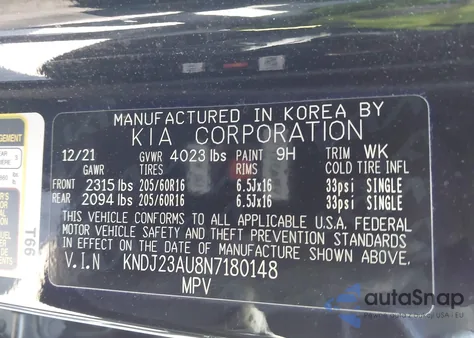 MANUFACTURED IN KOREA BY
KIA CORPORATION
12/21 GVWR 4023 lbs PAINT 9H TRIM WK
GAWR TIRES RIMS COLD TIRE INFL
FRONT 2315 lbs 205/60R16 6.5Jx16 33psi SINGLE
REAR 2094 lbs 205/60R16 6.5Jx16 33psi SINGLE
THIS VEHICLE CONFORMS TO ALL APPLICABLE U.S.A. FEDERAL
MOTOR VEHICLE SAFETY AND THEFT PREVENTION STANDARDS
IN EFFECT ON THE DATE OF MANUFACTURE SHOWN ABOVE.
V.I.N KNDJ23AU8N7180148
MPV
T66
autoSnap